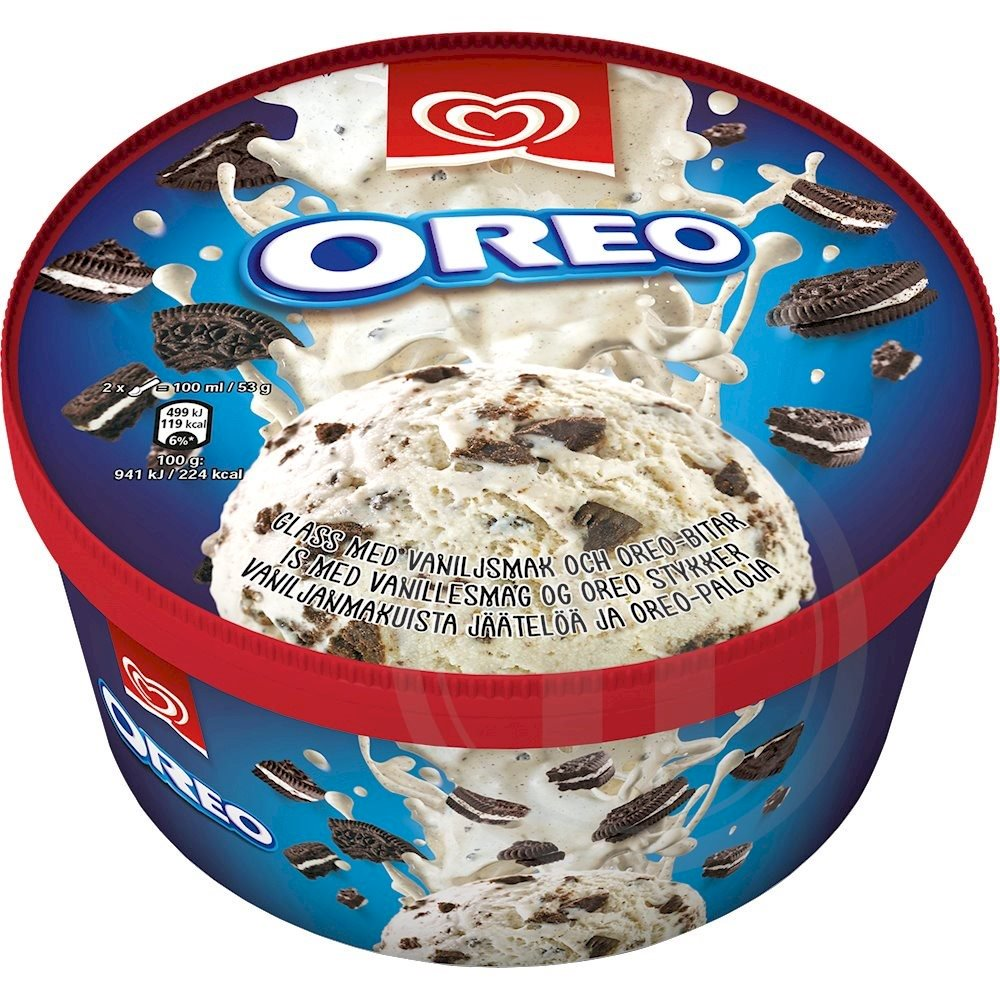 OREO
2 x = 100 ml / 53 g
499 kJ
119 kcal
6%*
100 g:
941 kJ / 224 kcal
GLASS MED VANILJSMAK OCH OREO-BITAR
IS MED VANILLESMAG OG OREO STYKKER
VANILJANMAKUISTA JÄÄTELÖÄ JA OREO-PALOJA
OREO